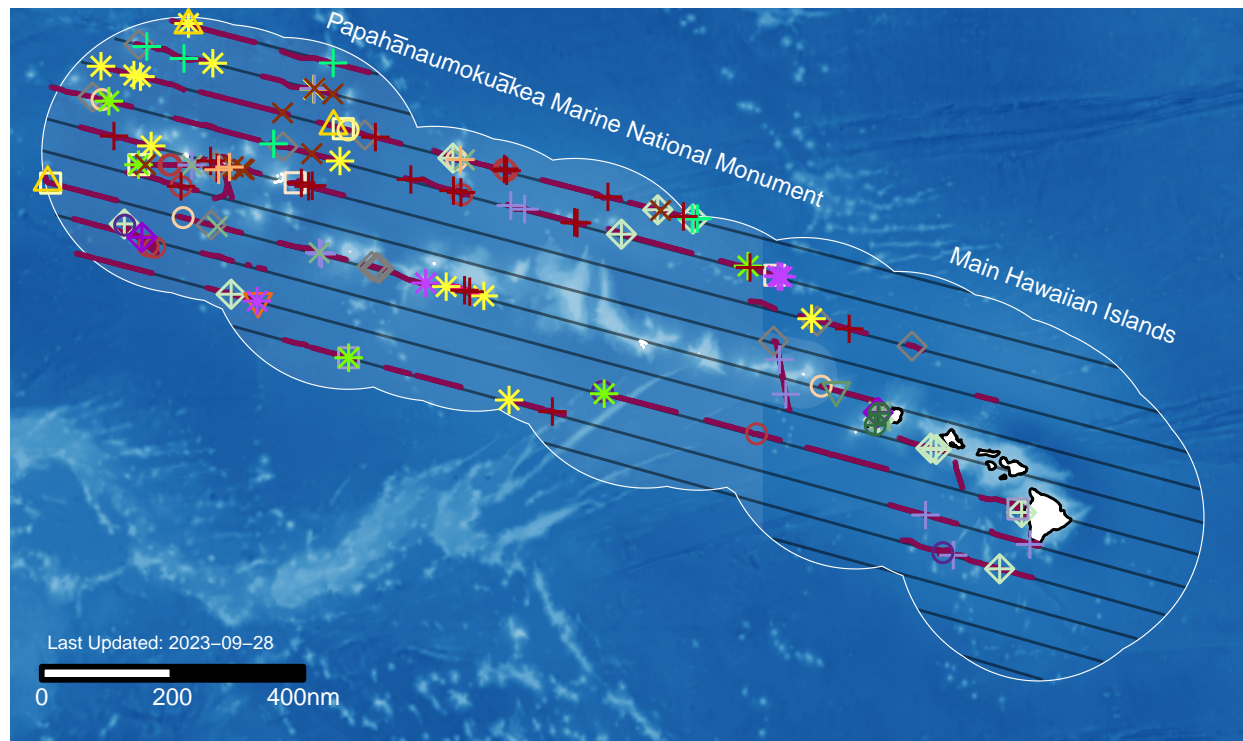 Papahānaumokuākea Marine National Monument
Main Hawaiian Islands
Last Updated: 2023−09−28
0 200 400nm